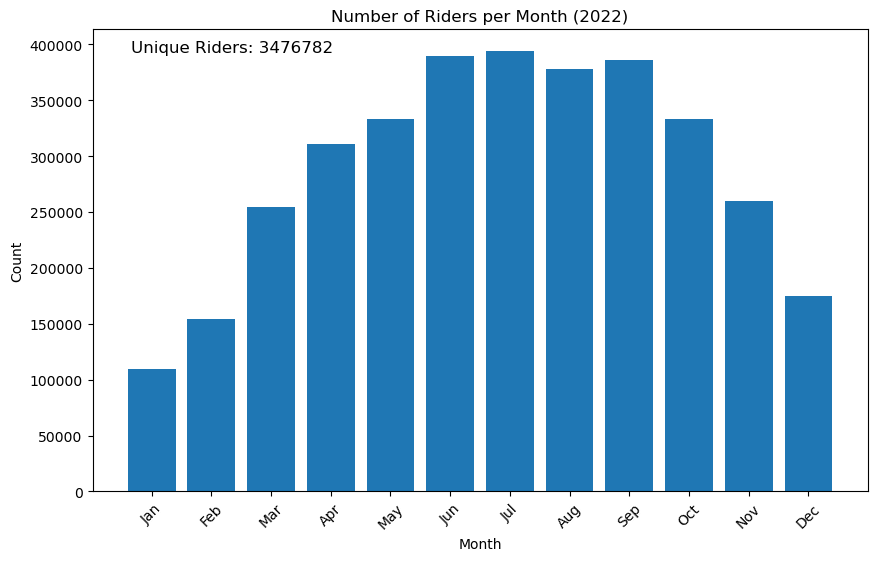 Number of Riders per Month (2022)
Unique Riders: 3476782
400000
350000
300000
250000
200000
150000
100000
50000
0
Count
Jan Feb Mar Apr May Jun Jul Aug Sep Oct Nov Dec
Month